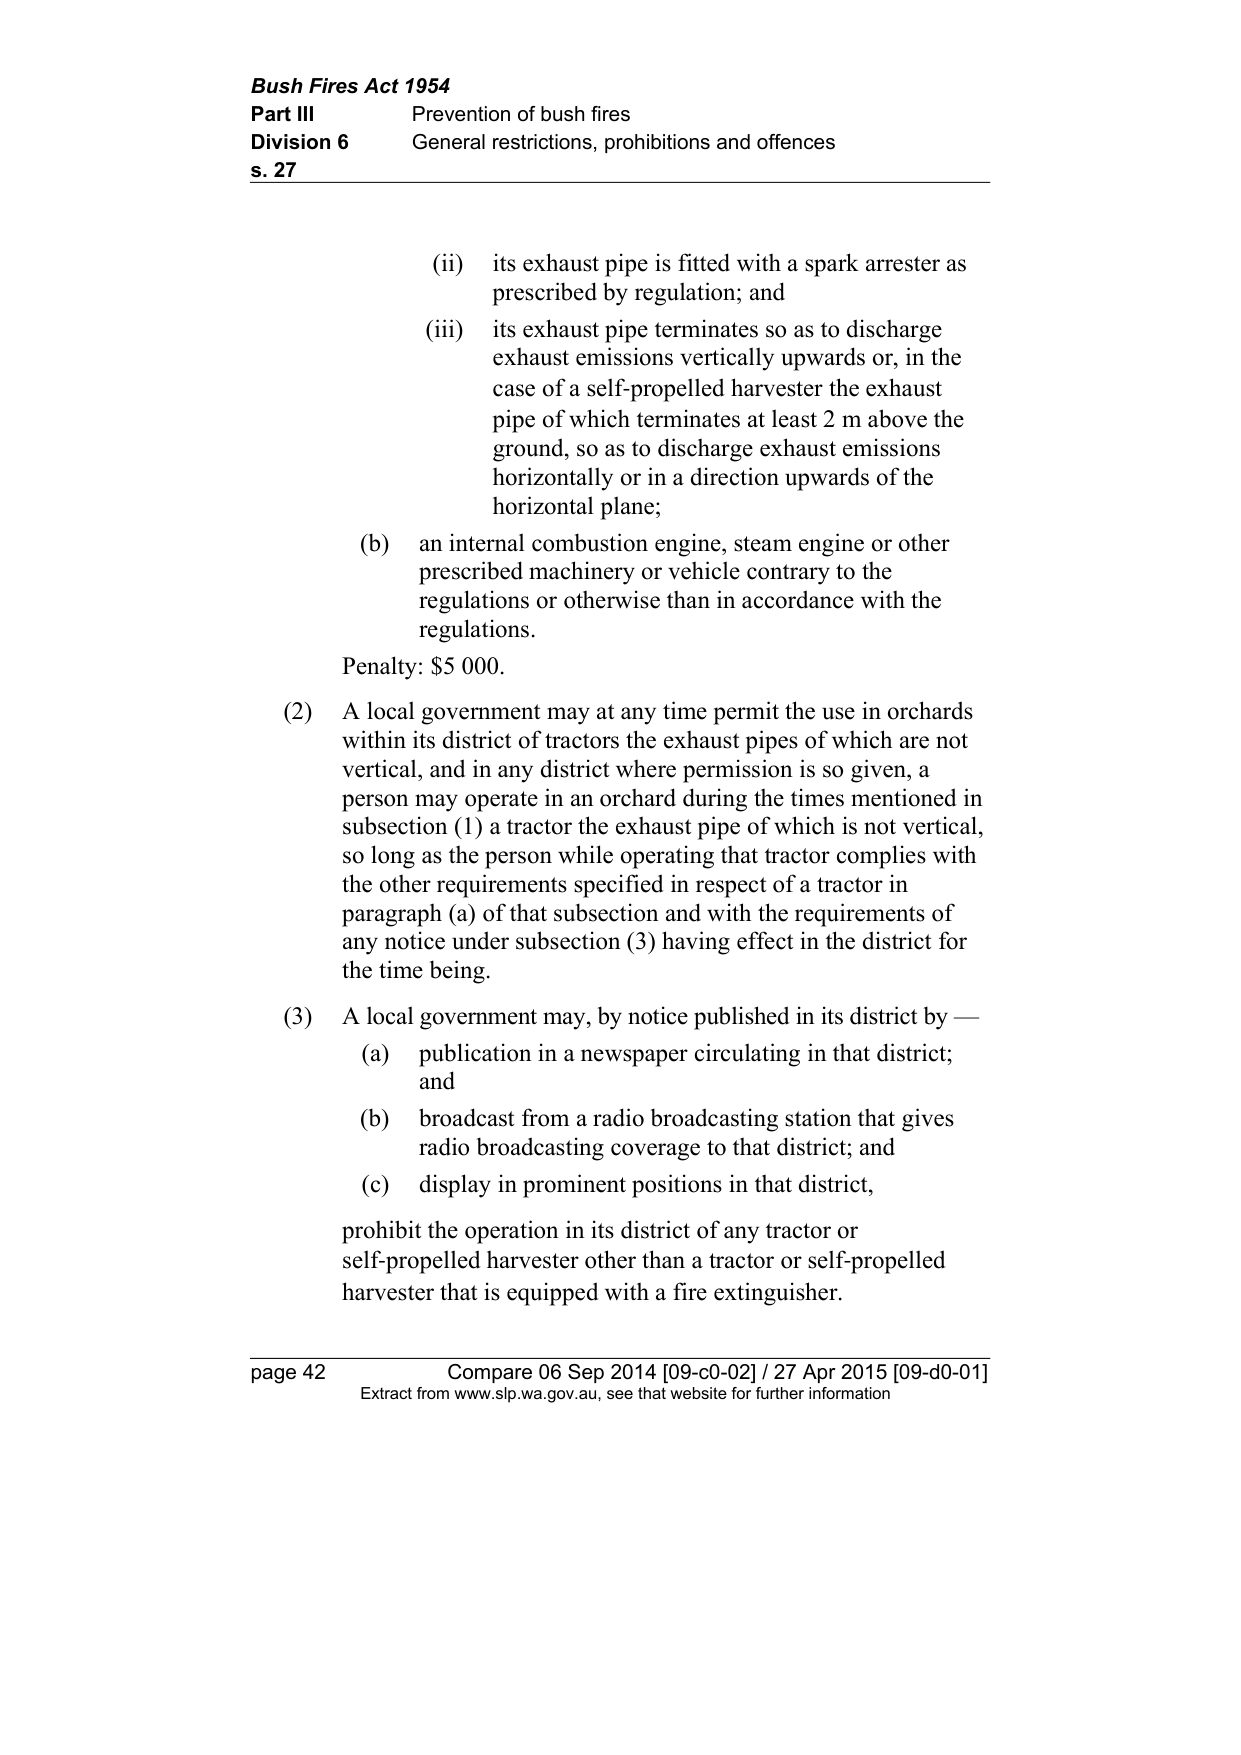 Bush Fires Act 1954
Part III Prevention of bush fires
Division 6 General restrictions, prohibitions and offences
s. 27
(ii) its exhaust pipe is fitted with a spark arrester as
prescribed by regulation; and
(iii) its exhaust pipe terminates so as to discharge
exhaust emissions vertically upwards or, in the
case of a self-propelled harvester the exhaust
pipe of which terminates at least 2 m above the
ground, so as to discharge exhaust emissions
horizontally or in a direction upwards of the
horizontal plane;
(b) an internal combustion engine, steam engine or other
prescribed machinery or vehicle contrary to the
regulations or otherwise than in accordance with the
regulations.
Penalty: $5 000.
(2) A local government may at any time permit the use in orchards
within its district of tractors the exhaust pipes of which are not
vertical, and in any district where permission is so given, a
person may operate in an orchard during the times mentioned in
subsection (1) a tractor the exhaust pipe of which is not vertical,
so long as the person while operating that tractor complies with
the other requirements specified in respect of a tractor in
paragraph (a) of that subsection and with the requirements of
any notice under subsection (3) having effect in the district for
the time being.
(3) A local government may, by notice published in its district by —
(a) publication in a newspaper circulating in that district;
and
(b) broadcast from a radio broadcasting station that gives
radio broadcasting coverage to that district; and
(c) display in prominent positions in that district,
prohibit the operation in its district of any tractor or
self-propelled harvester other than a tractor or self-propelled
harvester that is equipped with a fire extinguisher.
page 42 Compare 06 Sep 2014 [09-c0-02] / 27 Apr 2015 [09-d0-01]
Extract from www.slp.wa.gov.au, see that website for further information